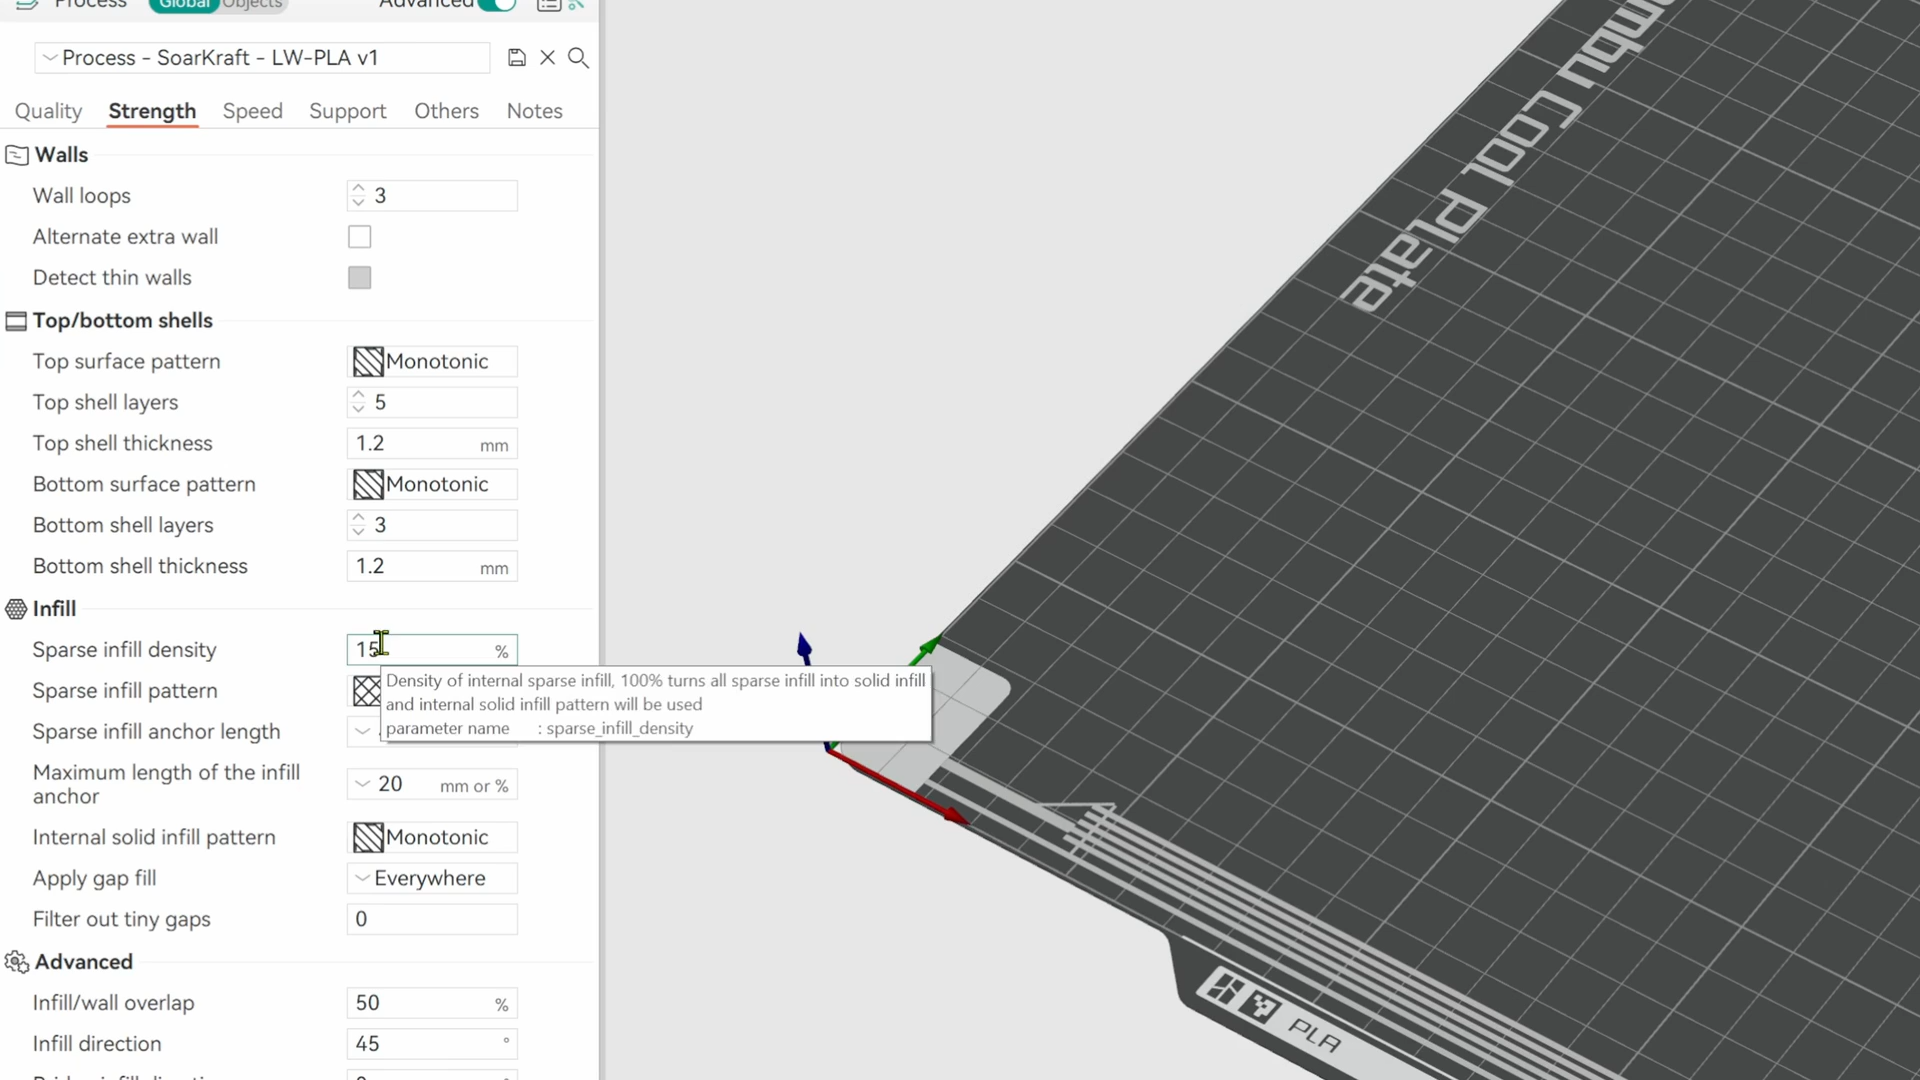 Process Global Objects Advanced
Process - SoarKraft - LW-PLA v1
Quality Strength Speed Support Others Notes
Walls
Wall loops 3
Alternate extra wall
Detect thin walls
Top/bottom shells
Top surface pattern Monotonic
Top shell layers 5
Top shell thickness 1.2 mm
Bottom surface pattern Monotonic
Bottom shell layers 3
Bottom shell thickness 1.2 mm
Infill
Sparse infill density 15 %
Sparse infill pattern
Density of internal sparse infill, 100% turns all sparse infill into solid infill
and internal solid infill pattern will be used
parameter name : sparse_infill_density
Sparse infill anchor length
Maximum length of the infill
anchor 20 mm or %
Internal solid infill pattern Monotonic
Apply gap fill Everywhere
Filter out tiny gaps 0
Advanced
Infill/wall overlap 50 %
Infill direction 45 °
Cool Plate
PLA